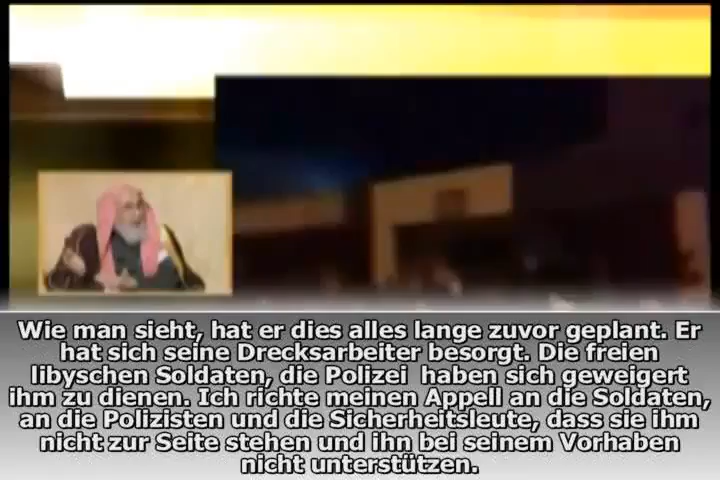 Wie man sieht, hat er dies alles lange zuvor geplant. Er
hat sich seine Drecksarbeiter besorgt. Die freien
libyschen Soldaten, die Polizei  haben sich geweigert
ihm zu dienen. Ich richte meinen Appell an die Soldaten,
an die Polizisten und die Sicherheitsleute, dass sie ihm
nicht zur Seite stehen und ihn bei seinem Vorhaben
nicht unterstützen.